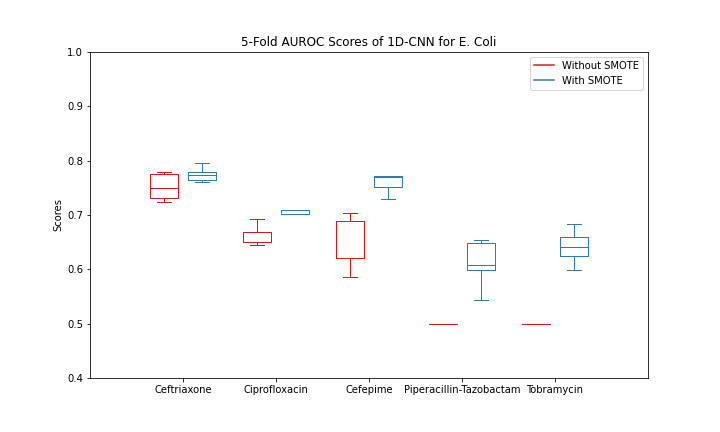 5-Fold AUROC Scores of 1D-CNN for E. Coli
Without SMOTE
With SMOTE
Scores
1.0
0.9
0.8
0.7
0.6
0.5
0.4
Ceftriaxone Ciprofloxacin Cefepime Piperacillin-Tazobactam Tobramycin